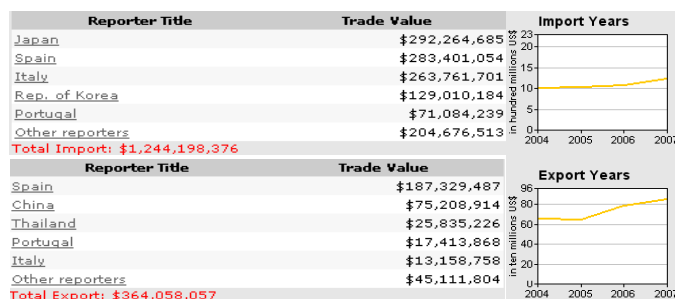 Reporter Title Trade Value
Japan $292,264,685
Spain $283,401,054
Italy $263,761,701
Rep. of Korea $129,010,184
Portugal $71,084,239
Other reporters $204,676,513
Total Import: $1,244,198,376
Import Years
in hundred millions US$
23
20
15
10
5
0
2004 2005 2006 2007
Reporter Title Trade Value
Spain $187,329,487
China $75,208,914
Thailand $25,835,226
Portugal $17,413,868
Italy $13,158,758
Other reporters $45,111,804
Total Export: $364,058,057
Export Years
in ten millions US$
96
80
60
40
20
0
2004 2005 2006 2007